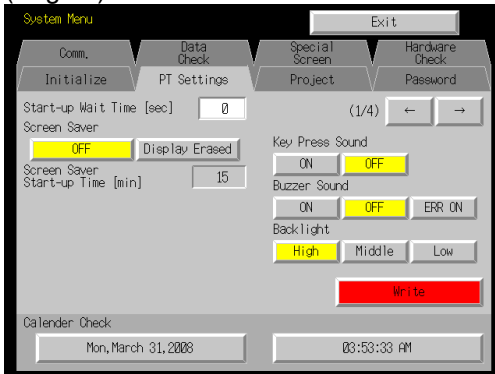 System Menu
Exit
Comm.
Data
Check
Special
Screen
Hardware
Check
Initialize
PT Settings
Project
Password
Start-up Wait Time [sec]
0
(1/4)
←
→
Screen Saver
OFF
Display Erased
Screen Saver
Start-up Time [min]
15
Key Press Sound
ON
OFF
Buzzer Sound
ON
OFF
ERR ON
Backlight
High
Middle
Low
Write
Calender Check
Mon,March 31,2008
03:53:33 AM